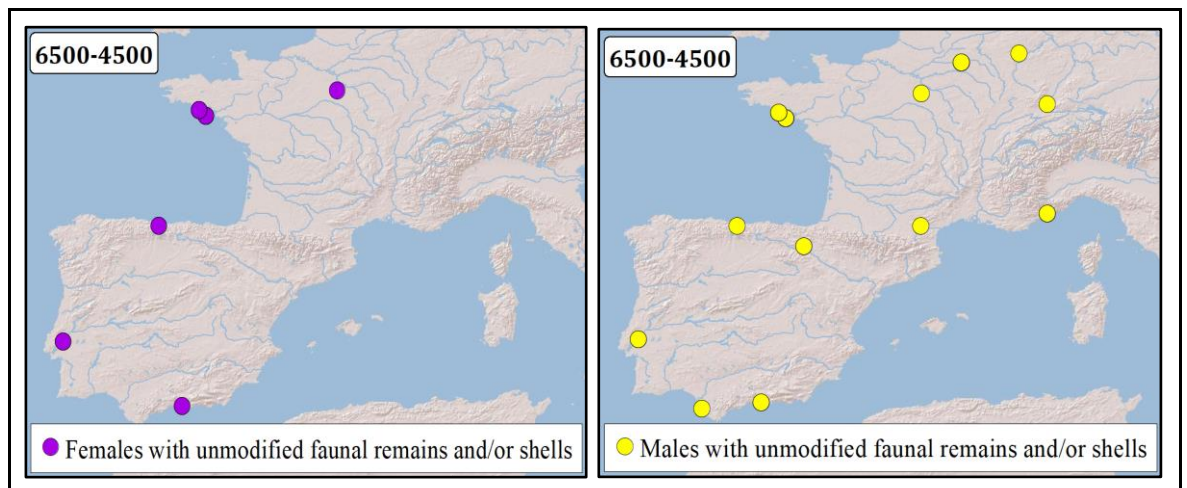 6500-4500
Females with unmodified faunal remains and/or shells
6500-4500
Males with unmodified faunal remains and/or shells